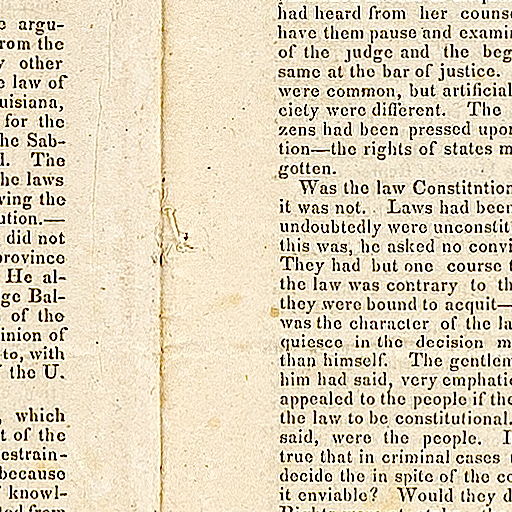 e argu-
rom the
y other
e law of
uisiana,
for the
he Sab-
d. The
he laws
ving the
ution.—
did not
province
He al-
ge Bal-
of the
inion of
to, with
the U.
, which
t of the
estrain-
because
knowl-
ted from
had heard from her counse
have them pause and examin
of the judge and the beg
same at the bar of justice.
were common, but artificial
ciety were different. The
zens had been pressed upon
tion—the rights of states m
gotten.
Was the law Constitntion
it was not. Laws had been
undoubtedly were unconstit
this was, he asked no convi
They had but one course t
the law was contrary to th
they were bound to acquit—
was the character of the la
quiesce in the decision m
than himself. The gentlem
him had said, very emphatic
appealed to the people if the
the law to be constitutional.
said, were the people. I
true that in criminal cases
decide the in spite of the co
it enviable? Would they d